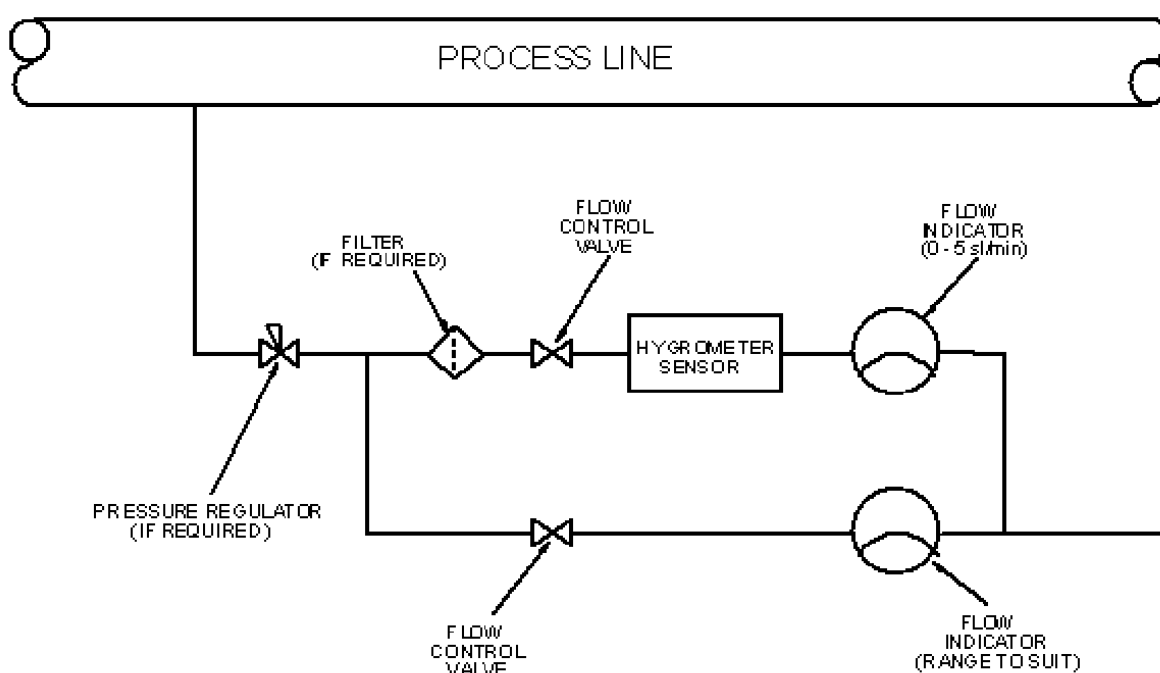 PROCESS LINE
FLOW
CONTROL
VALVE
FLOW
INDICATOR
(0 - 5 sl/min)
FILTER
(IF REQUIRED)
HYGROMETER
SENSOR
PRESSURE REGULATOR
(IF REQUIRED)
FLOW
CONTROL
VALVE
FLOW
INDICATOR
(RANGE TO SUIT)